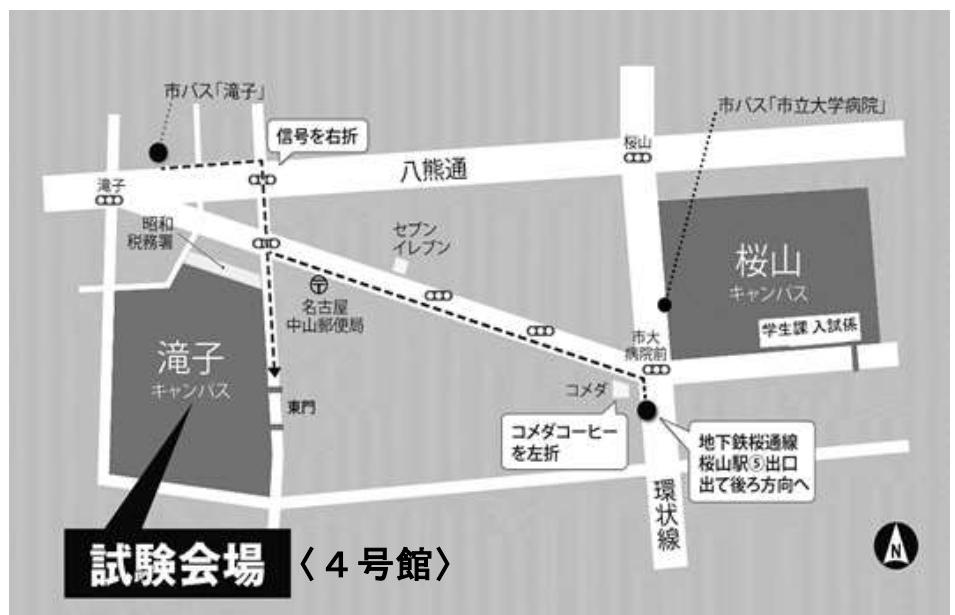 市バス「滝子」
信号を右折
市バス「市立大学病院」
桜山
八熊通
滝子
昭和
税務署
セブン
イレブン
桜山
キャンパス
〒
名古屋
中山郵便局
学生課 入試係
市大
病院前
滝子
キャンパス
コメダ
東門
コメダコーヒー
を左折
地下鉄桜通線
桜山駅⑤出口
出て後ろ方向へ
環状線
試験会場〈4号館〉
N